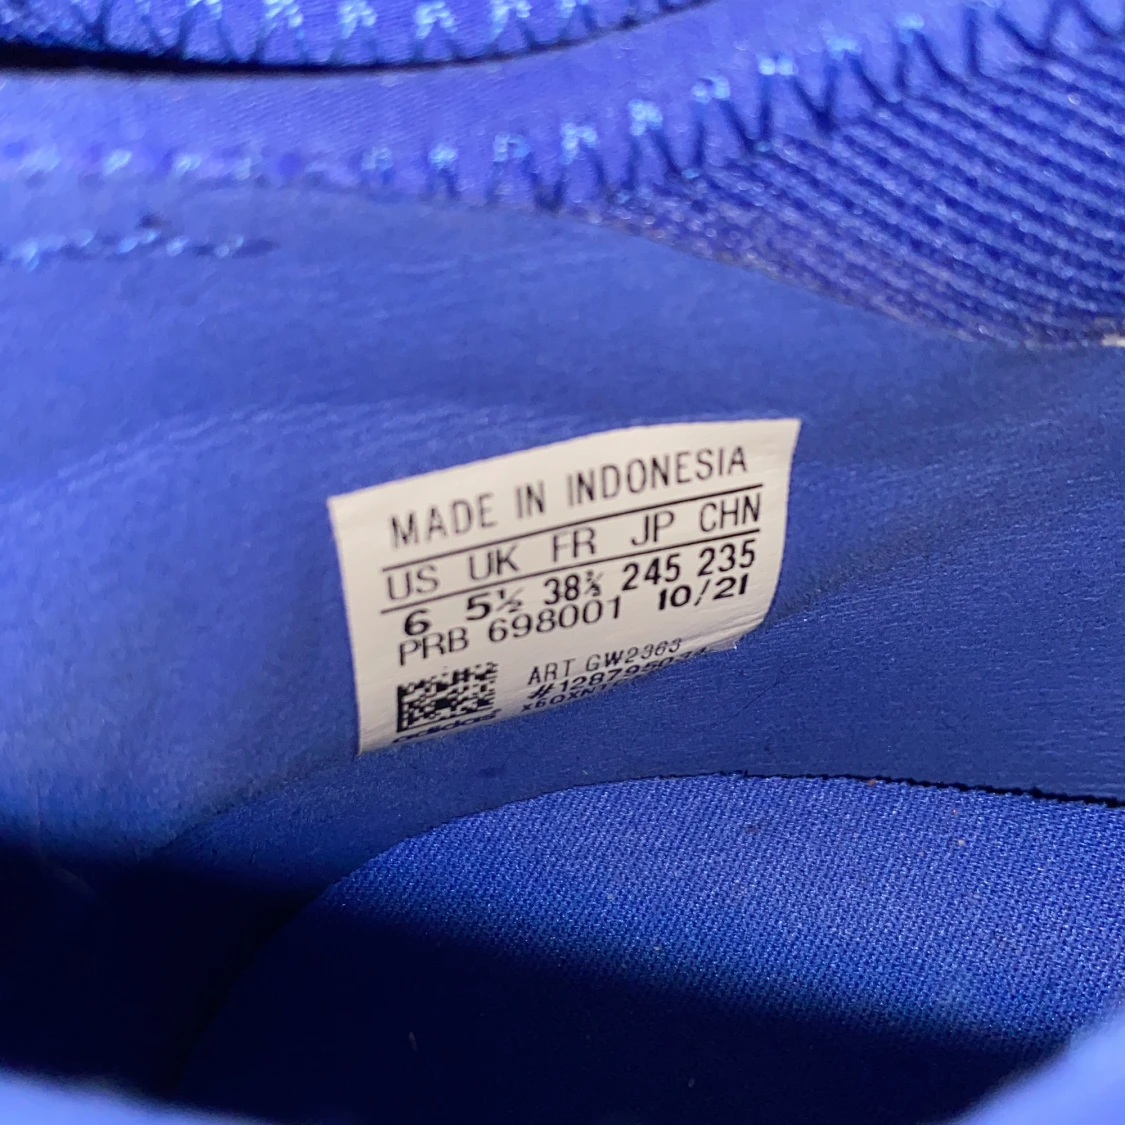 MADE IN INDONESIA
US UK FR JP CHN
6 5½ 38⅔ 245 235
PRB 698001 10/21
ART GW2363
adidas